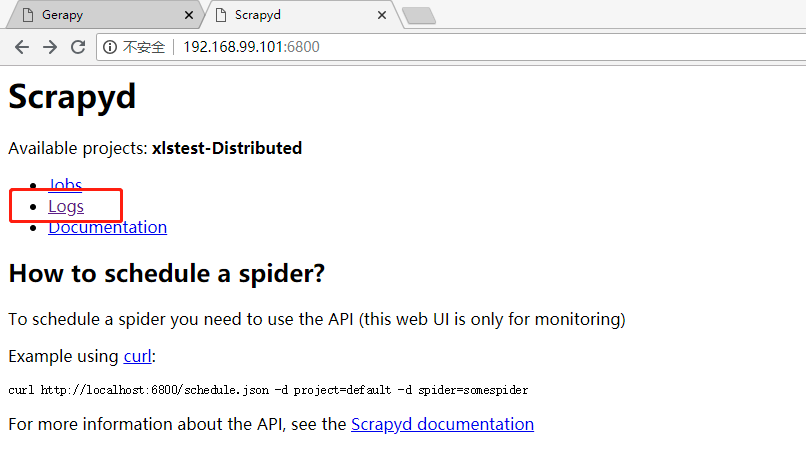 Gerapy
Scrapyd
不安全 192.168.99.101:6800
Scrapyd
Available projects: xlstest-Distributed
Jobs
Logs
Documentation
How to schedule a spider?
To schedule a spider you need to use the API (this web UI is only for monitoring)
Example using curl:
curl http://localhost:6800/schedule.json -d project=default -d spider=somespider
For more information about the API, see the Scrapyd documentation